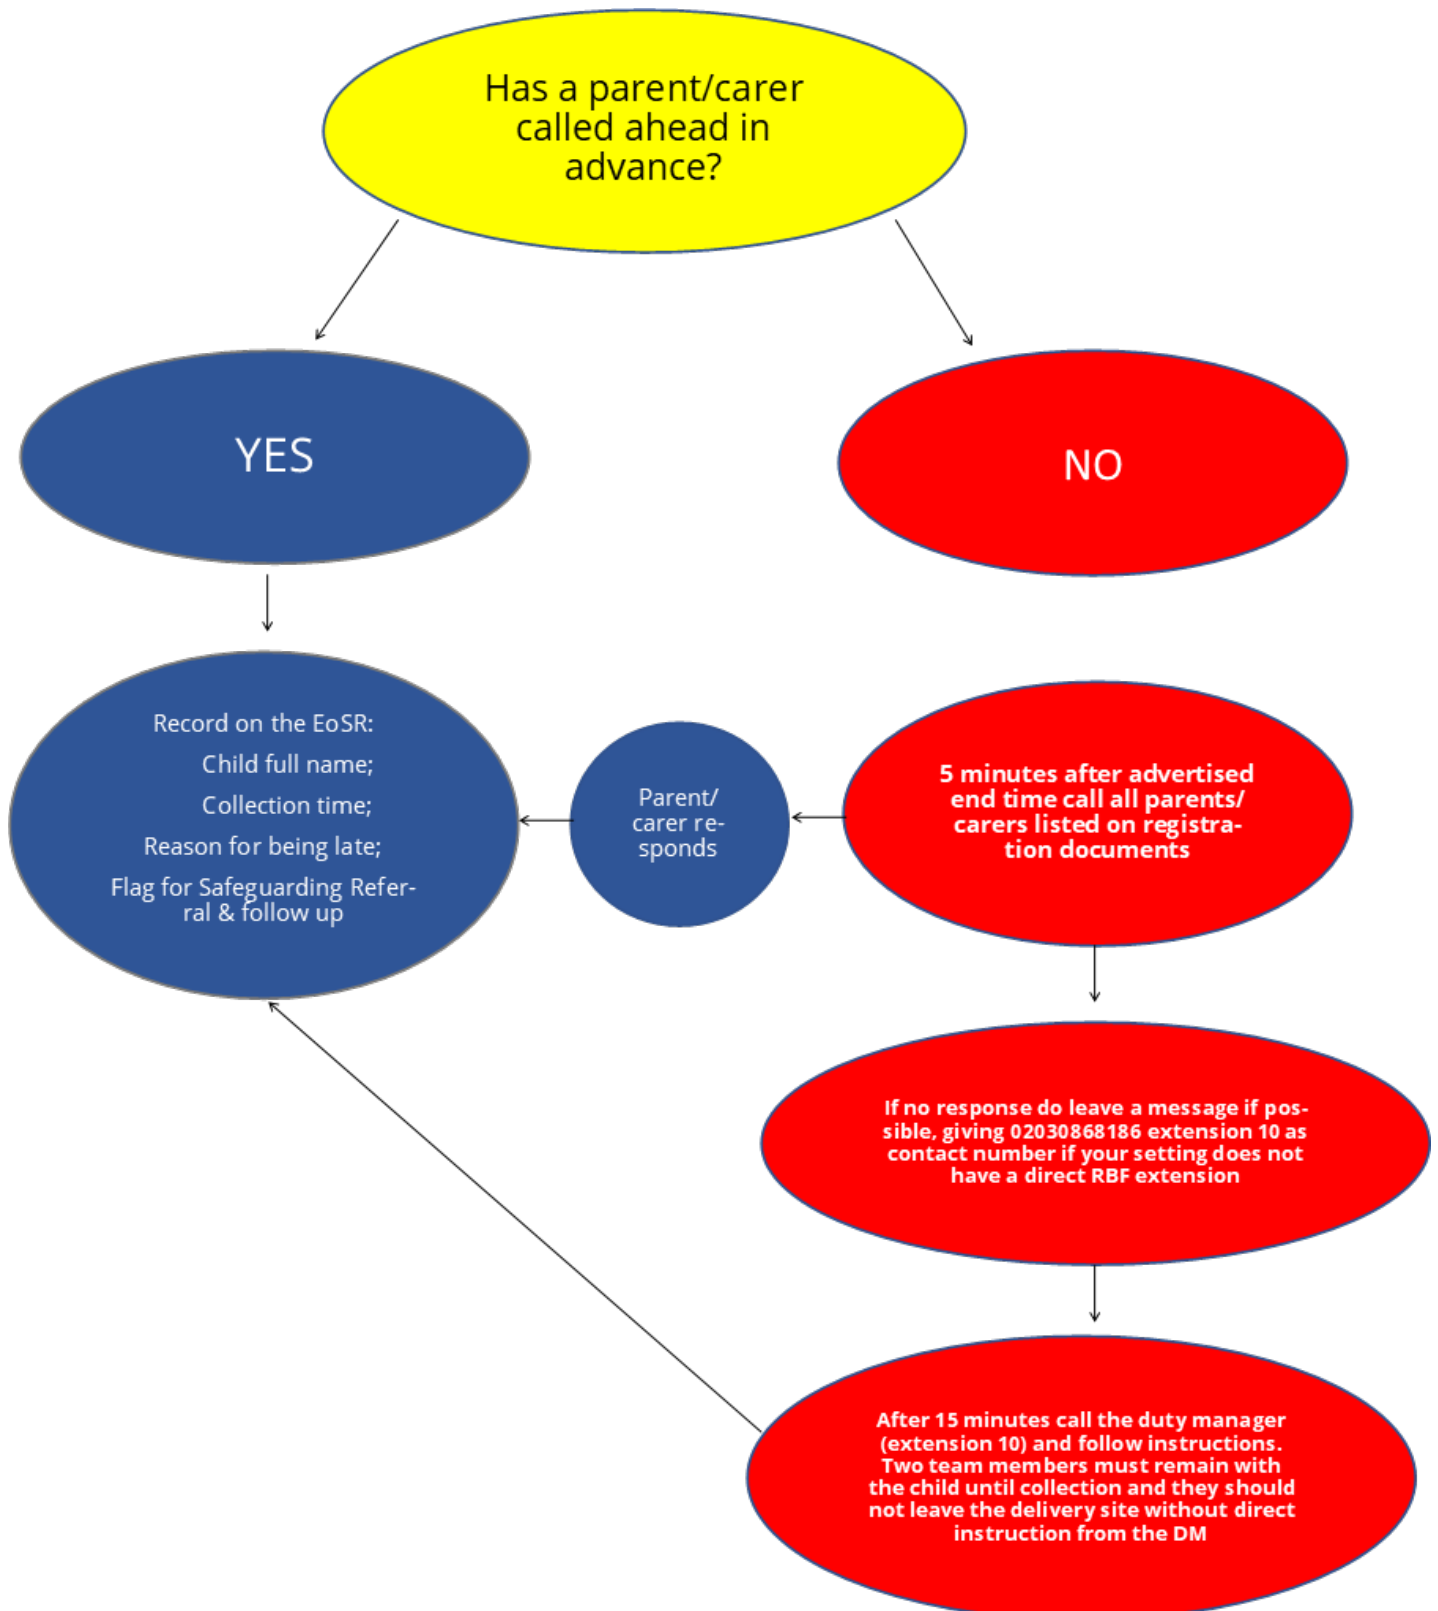 Has a parent/carer
called ahead in
advance?
YES
NO
Record on the EoSR:
Child full name;
Collection time;
Reason for being late;
Flag for Safeguarding Refer-
ral & follow up
Parent/
carer re-
sponds
5 minutes after advertised
end time call all parents/
carers listed on registra-
tion documents
If no response do leave a message if pos-
sible, giving 02030868186 extension 10 as
contact number if your setting does not
have a direct RBF extension
After 15 minutes call the duty manager
(extension 10) and follow instructions.
Two team members must remain with
the child until collection and they should
not leave the delivery site without direct
instruction from the DM